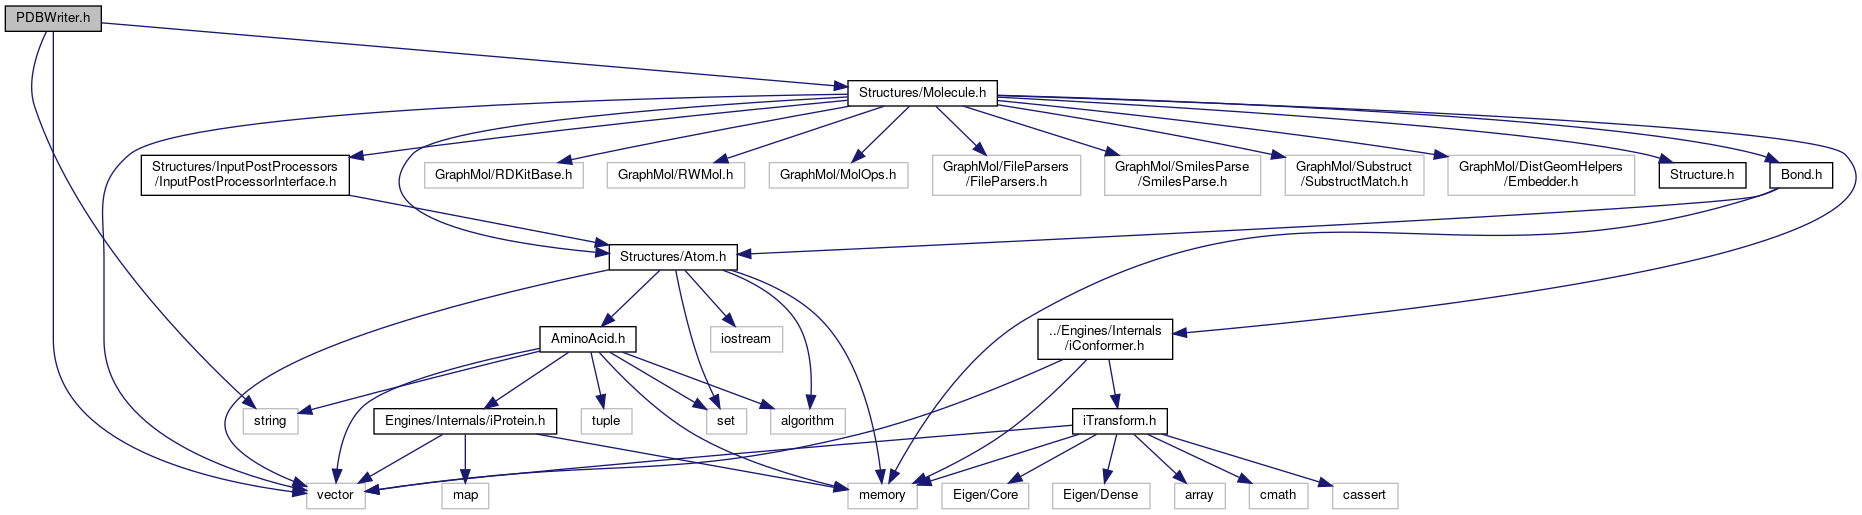 PDBWriter.h
Structures/Molecule.h
Structures/InputPostProcessors
/InputPostProcessorInterface.h
GraphMol/RDKitBase.h
GraphMol/RWMol.h
GraphMol/MolOps.h
GraphMol/FileParsers
/FileParsers.h
GraphMol/SmilesParse
/SmilesParse.h
GraphMol/Substruct
/SubstructMatch.h
GraphMol/DistGeomHelpers
/Embedder.h
Structure.h
Bond.h
Structures/Atom.h
AminoAcid.h
iostream
../Engines/Internals
/iConformer.h
string
Engines/Internals/iProtein.h
tuple
set
algorithm
iTransform.h
vector
map
memory
Eigen/Core
Eigen/Dense
array
cmath
cassert